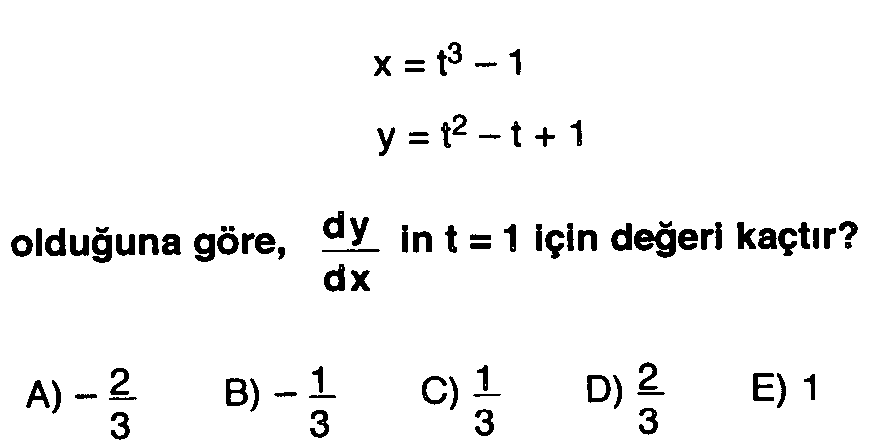 x = t³ – 1
y = t² – t + 1
olduğuna göre, dy/dx in t = 1 için değeri kaçtır?
A) – 2/3 B) – 1/3 C) 1/3 D) 2/3 E) 1